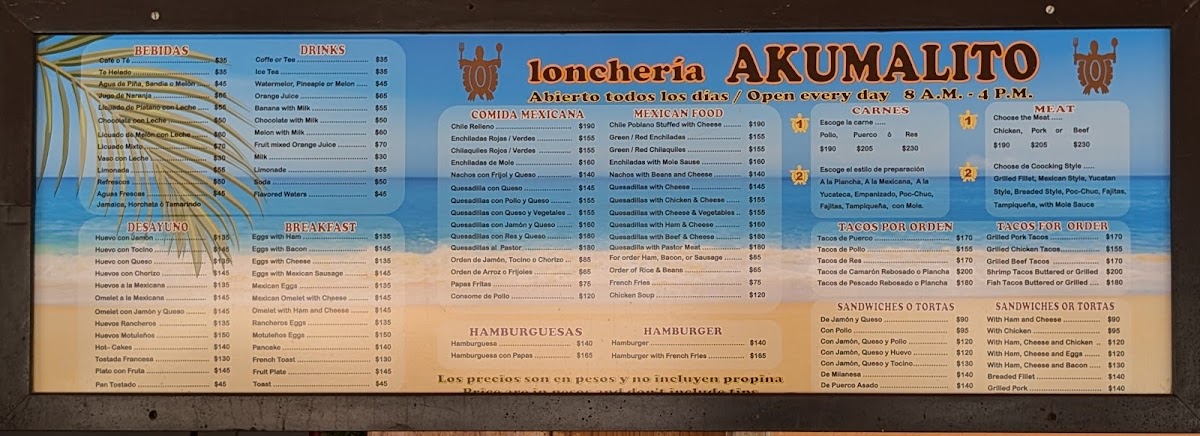 lonchería AKUMALITO
Abierto todos los días / Open every day 8 A.M. - 4 P.M.
BEBIDAS
Café o Té $35
Te Helado $35
Agua de Piña, Sandia o Melón $45
Jugo de Naranja $65
Licuado de Platano con Leche $55
Chocolate con Leche $50
Licuado de Melón con Leche $60
Licuado Mixto $70
Vaso con Leche $30
Limonada $55
Refrescos $50
Aguas Frescas $45
Jamaica, Horchata ó Tamarindo
DRINKS
Coffe or Tea $35
Ice Tea $35
Watermelor, Pineaple or Melon $45
Orange Juice $65
Banana with Milk $55
Chocolate with Milk $50
Melon with Milk $60
Fruit mixed Orange Juice $70
Milk $30
Limonade $55
Soda $50
Flavored Waters $45
DESAYUNO
Huevo con Jamón $135
Huevo con Tocino $145
Huevo con Queso $135
Huevos con Chorizo $145
Huevos a la Mexicana $135
Omelet a la Mexicana $145
Omelet con Jamón y Queso $145
Huevos Rancheros $135
Huevos Motuleños $150
Hot- Cakes $140
Tostada Francesa $130
Plato con Fruta $145
Pan Tostado $45
BREAKFAST
Eggs with Ham $135
Eggs with Bacon $145
Eggs with Cheese $135
Eggs with Mexican Sausage $145
Mexican Eggs $135
Mexican Omelet with Cheese $145
Omelet with Ham and Cheese $145
Rancheros Eggs $135
Motuleños Eggs $150
Pancake $140
French Toast $130
Fruit Plate $145
Toast $45
COMIDA MEXICANA
Chile Relleno $190
Enchiladas Rojas / Verdes $155
Chilaquiles Rojos / Verdes $155
Enchiladas de Mole $160
Nachos con Frijol y Queso $140
Quesadilla con Queso $145
Quesadillas con Pollo y Queso $155
Quesadillas con Queso y Vegetales $155
Quesadillas con Jamón y Queso $160
Quesadillas con Res y Queso $180
Quesadillas al Pastor $180
Orden de Jamón, Tocino o Chorizo $85
Orden de Arroz o Frijoles $65
Papas Fritas $75
Consome de Pollo $120
MEXICAN FOOD
Chile Poblano Stuffed with Cheese $190
Green / Red Enchiladas $155
Green / Red Chilaquiles $155
Enchiladas with Mole Sause $160
Nachos with Beans and Cheese $140
Quesadillas with Cheese $145
Quesadillas with Chicken & Cheese $155
Quesadillas with Cheese & Vegetables $155
Quesadillas with Ham & Cheese $160
Quesadillas with Beef & Cheese $180
Quesadilla with Pastor Meat $180
For order Ham, Bacon, or Sausage $85
Order of Rice & Beans $65
French Fries $75
Chicken Soup $120
HAMBURGUESAS
Hamburguesa $140
Hamburguesa con Papas $165
HAMBURGER
Hamburger $140
Hamburger with French Fries $165
Los precios son en pesos y no incluyen propina
Price are in pesos and don't include tips
CARNES
1
Escoge la carne .....
Pollo, Puerco ó Res
$190 $205 $230
2
Escoge el estilo de preparación
A la Plancha, A la Mexicana, A la
Yucateca, Empanizado, Poc-Chuc,
Fajitas, Tampiqueña, con Mole.
MEAT
1
Choose the Meat .....
Chicken, Pork or Beef
$190 $205 $230
2
Choose de Coocking Style .....
Grilled Fillet, Mexican Style, Yucatan
Style, Breaded Style, Poc-Chuc, Fajitas,
Tampiqueña, with Mole Sauce
TACOS POR ORDEN
Tacos de Puerco $170
Tacos de Pollo $155
Tacos de Res $170
Tacos de Camarón Rebosado o Plancha $200
Tacos de Pescado Rebosado o Plancha $180
TACOS FOR ORDER
Grilled Pork Tacos $170
Grilled Chicken Tacos $155
Grilled Beef Tacos $170
Shrimp Tacos Buttared or Grilled $200
Fish Tacos Buttared or Grilled $180
SANDWICHES O TORTAS
De Jamón y Queso $90
Con Pollo $95
Con Jamón, Queso y Pollo $120
Con Jamón, Queso y Huevo $120
Con Jamón, Queso y Tocino $130
De Milanesa $140
De Puerco Asado $140
SANDWICHES OR TORTAS
With Ham and Cheese $90
With Chicken $95
With Ham, Cheese and Chicken $120
With Ham, Cheese and Eggs $120
With Ham, Cheese and Bacon $130
Breaded Fillet $140
Grilled Pork $140